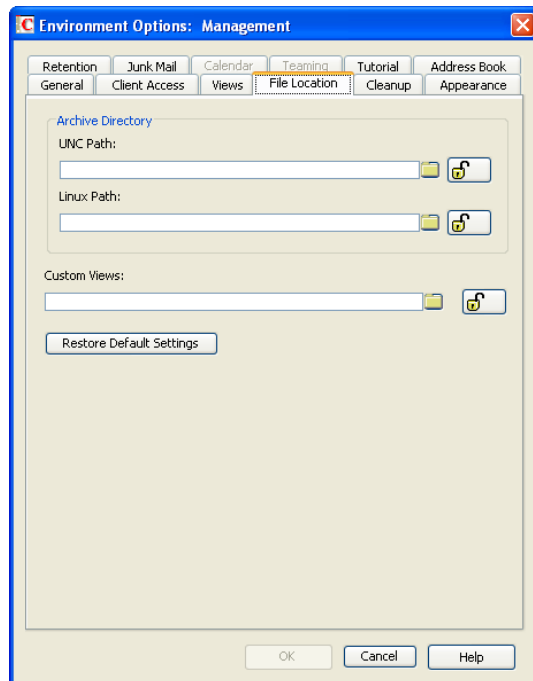 Environment Options: Management
Retention Junk Mail Calendar Teaming Tutorial Address Book
General Client Access Views File Location Cleanup Appearance
Archive Directory
UNC Path:
Linux Path:
Custom Views:
Restore Default Settings
OK Cancel Help